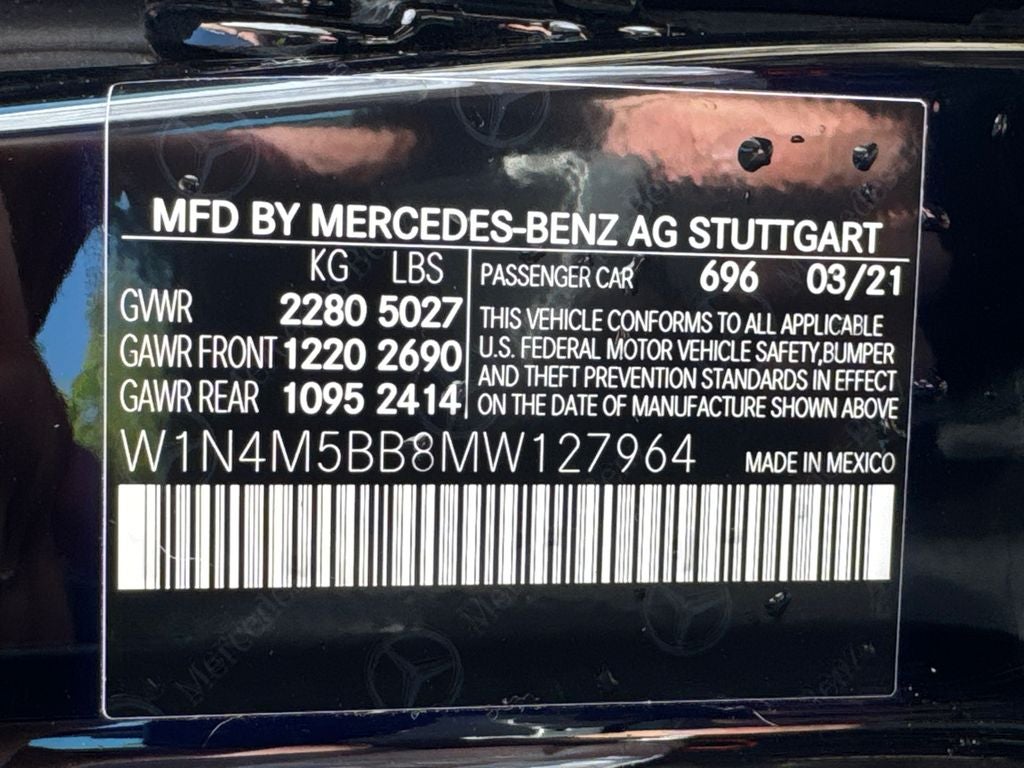 MFD BY MERCEDES-BENZ AG STUTTGART
KG LBS
GVWR 2280 5027
GAWR FRONT 1220 2690
GAWR REAR 1095 2414
PASSENGER CAR 696 03/21
THIS VEHICLE CONFORMS TO ALL APPLICABLE
U.S. FEDERAL MOTOR VEHICLE SAFETY,BUMPER
AND THEFT PREVENTION STANDARDS IN EFFECT
ON THE DATE OF MANUFACTURE SHOWN ABOVE
W1N4M5BB8MW127964
MADE IN MEXICO